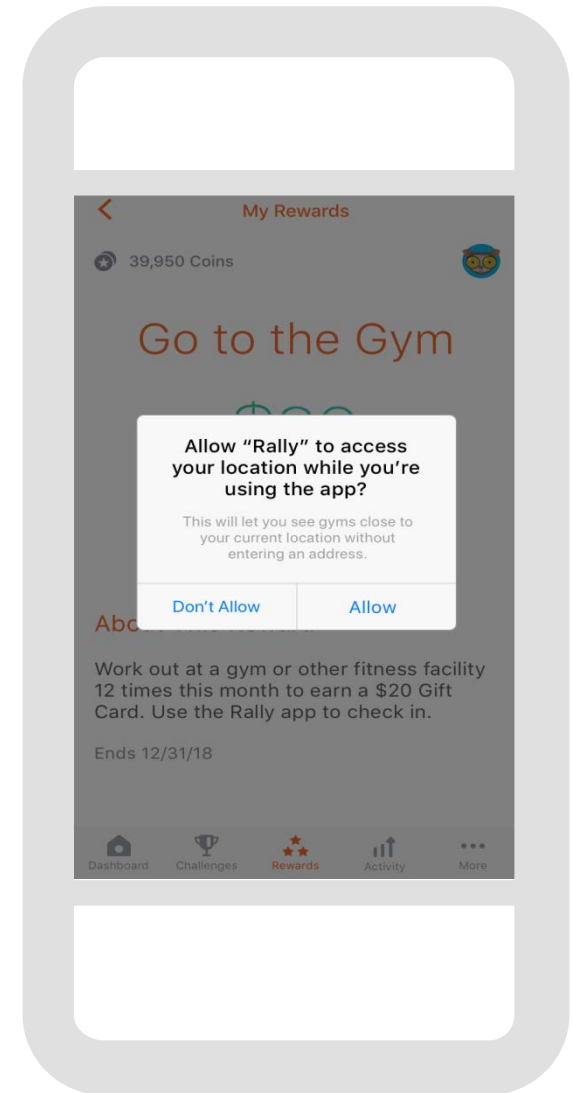 My Rewards
39,950 Coins
Go to the Gym
Allow “Rally” to access
your location while you’re
using the app?
This will let you see gyms close to
your current location without
entering an address.
Don’t Allow
Allow
Work out at a gym or other fitness facility
12 times this month to earn a $20 Gift
Card. Use the Rally app to check in.
Ends 12/31/18
Dashboard
Challenges
Rewards
Activity
More